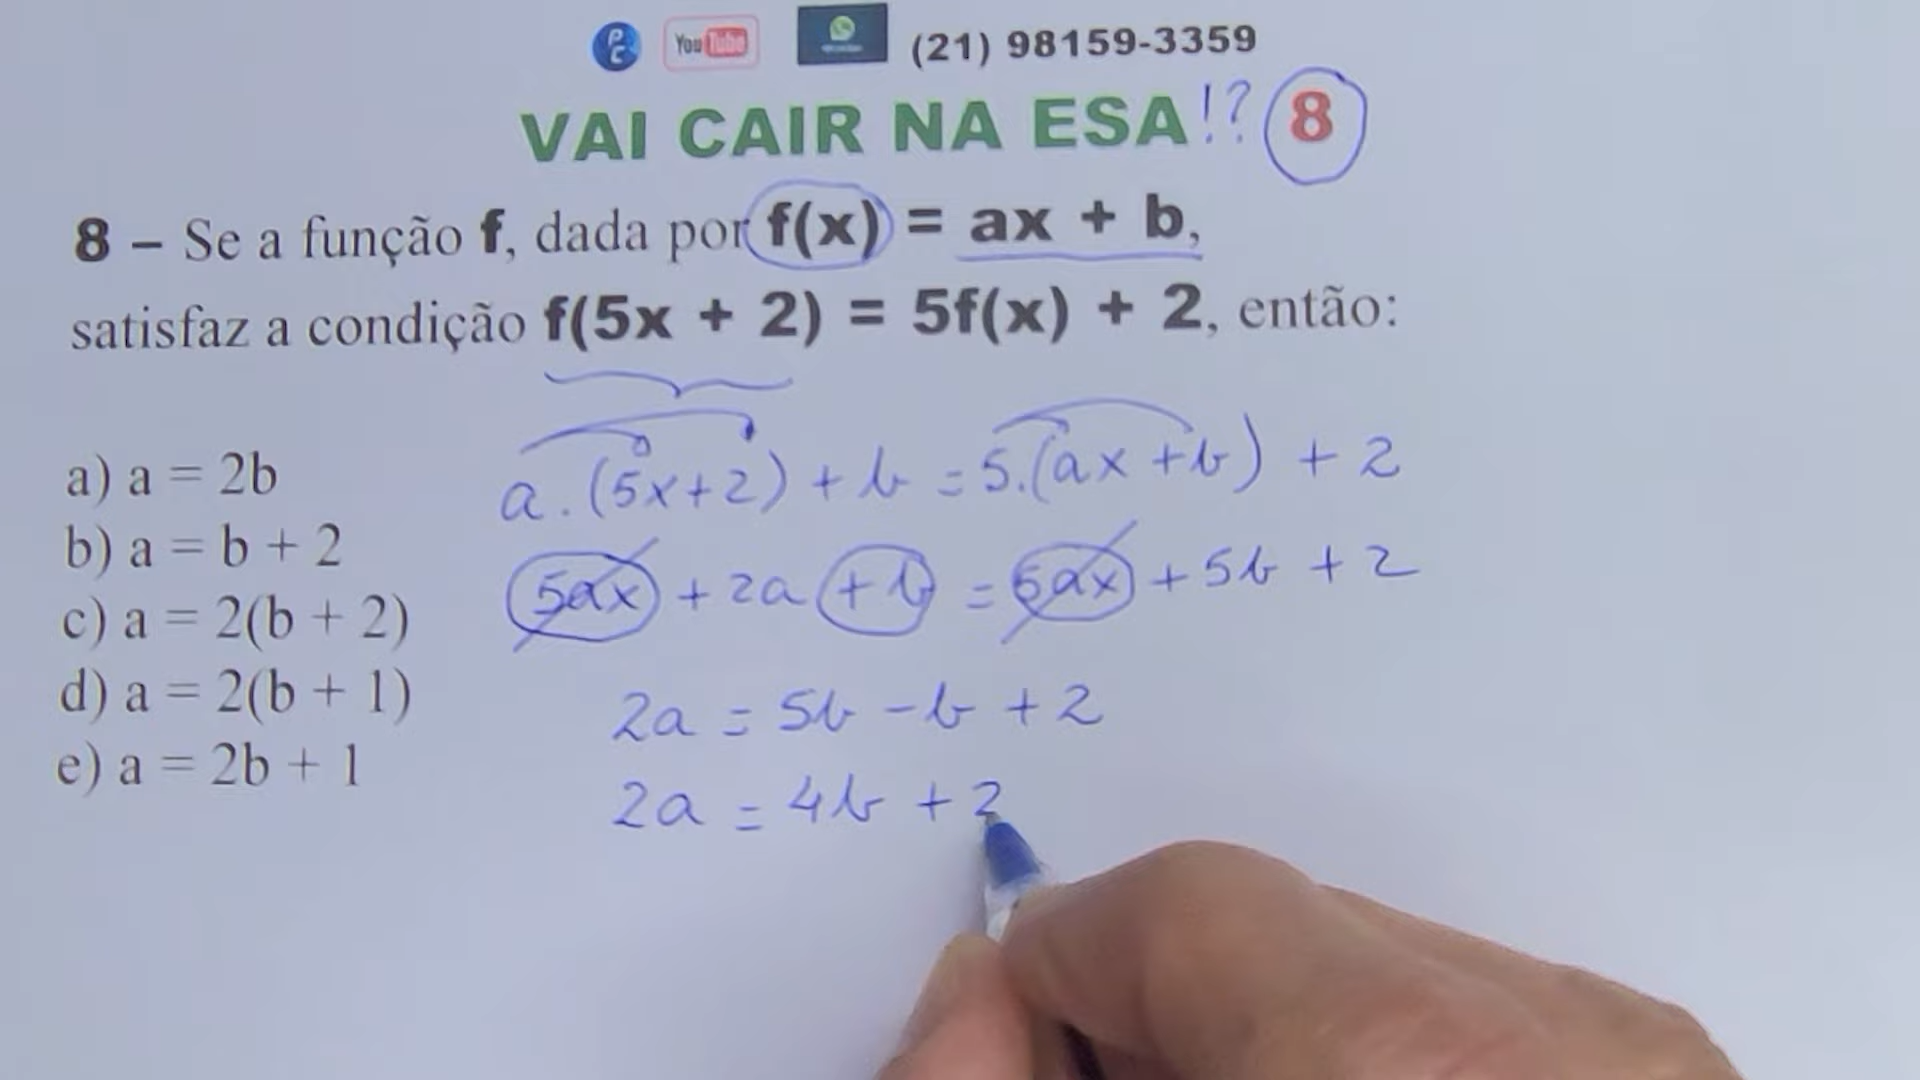 You Tube (21) 98159-3359
VAI CAIR NA ESA!? 8
8 – Se a função f, dada por f(x) = ax + b,
satisfaz a condição f(5x + 2) = 5f(x) + 2, então:
a) a = 2b
b) a = b + 2
c) a = 2(b + 2)
d) a = 2(b + 1)
e) a = 2b + 1
a.(5x+2) + b = 5.(ax+b) + 2
5ax + 2a + b = 5ax + 5b + 2
2a = 5b - b + 2
2a = 4b + 2